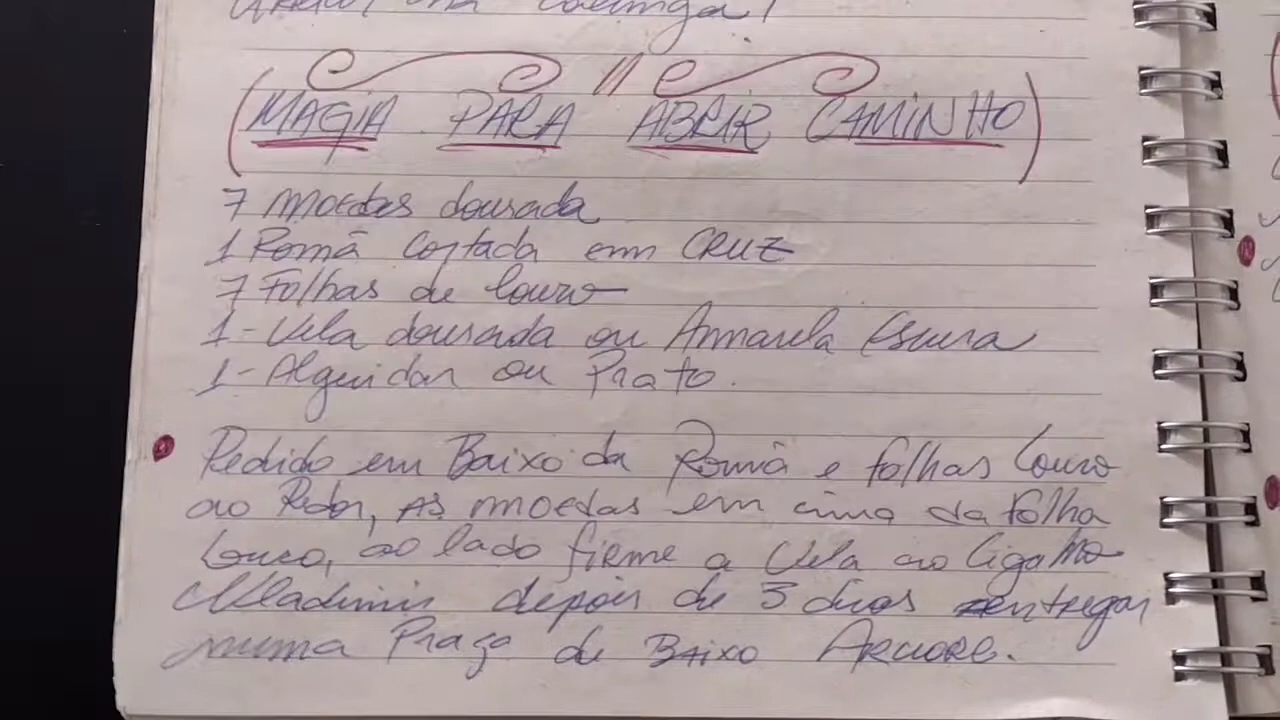 (MAGIA PARA ABRIR CAMINHO)
7 moedas dourada
1 Romã Cortada em CRUZ
7 Folhas de louro
1- Vela dourada ou Amarela Escura
1- Alguidar ou Prato.
Pedido em Baixo da Romã e folhas Louro
ao Redor, AS moedas em cima da Folha
Louro, ao lado firme a Vela ao Cigano
Wladimir depois de 3 dias entregar
numa Praça de BAIXO ARVORE.